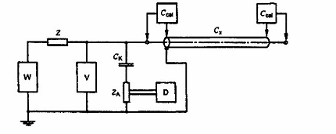 C_cal C_cal
Z C_x
C_K
W V
Z_A D